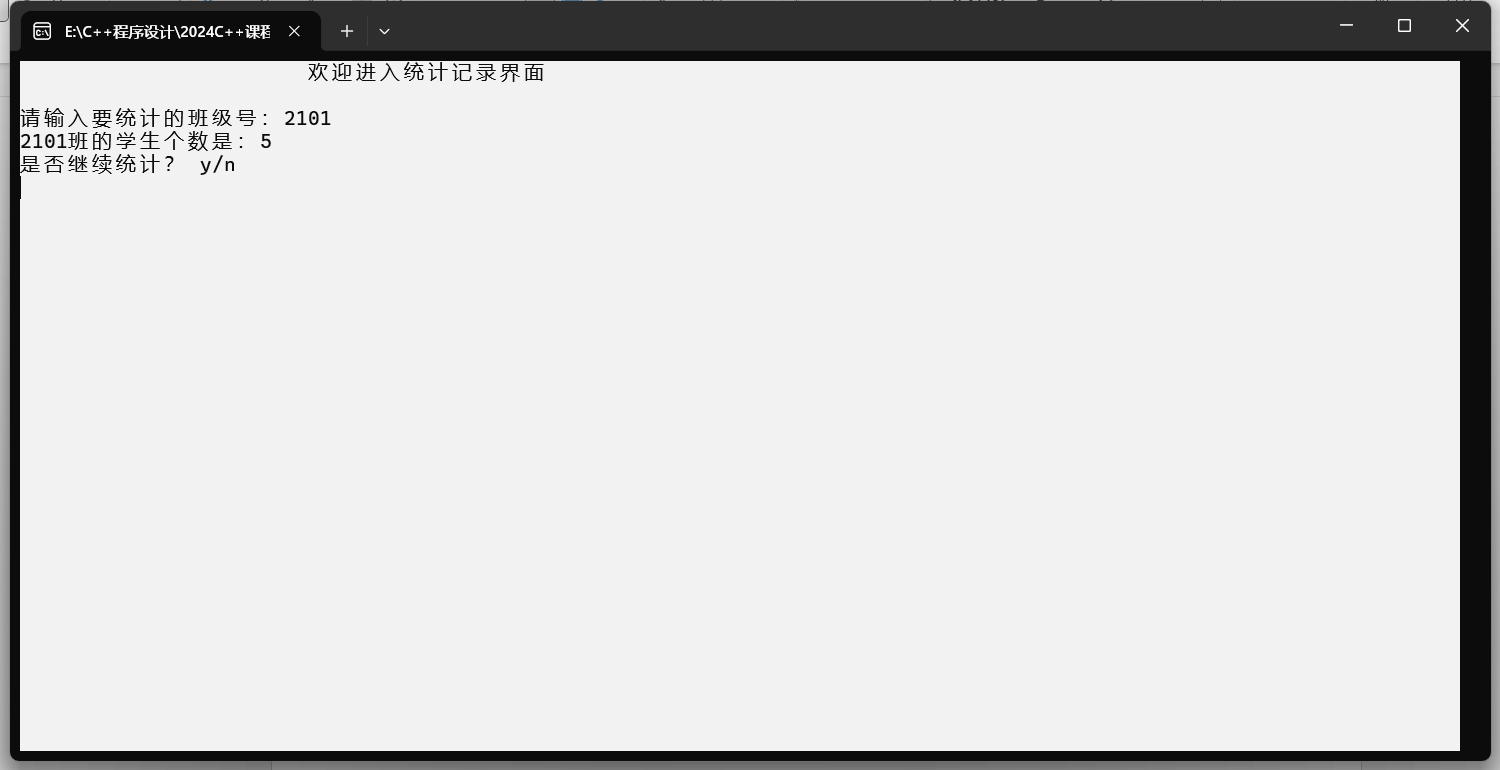 E:\C++程序设计\2024C++课程
欢迎进入统计记录界面
请输入要统计的班级号：2101
2101班的学生个数是：5
是否继续统计？ y/n